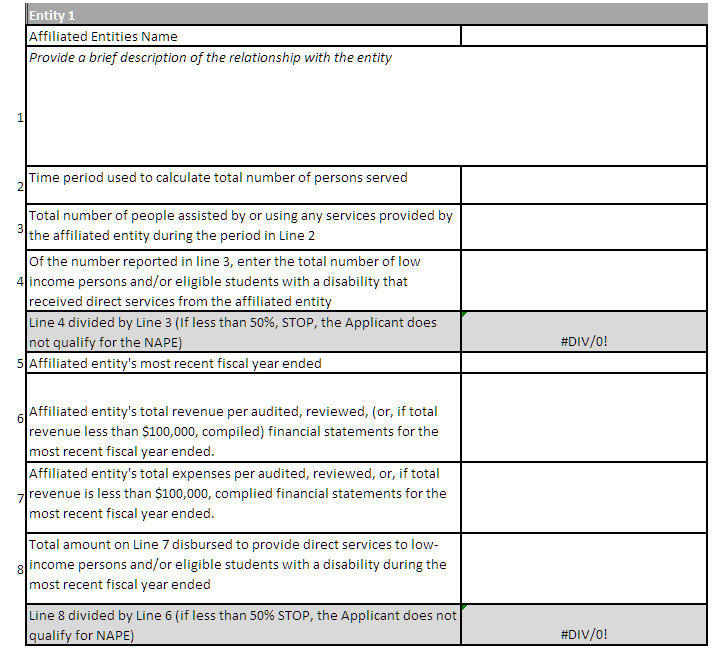 Entity 1
Affiliated Entities Name
Provide a brief description of the relationship with the entity
1
Time period used to calculate total number of persons served
2
Total number of people assisted by or using any services provided by
3
the affiliated entity during the period in Line 2
Of the number reported in line 3, enter the total number of low
4 income persons and/or eligible students with a disability that
received direct services from the affiliated entity
Line 4 divided by Line 3 (If less than 50%, STOP, the Applicant does
not qualify for the NAPE) #DIV/0!
5 Affiliated entity's most recent fiscal year ended
6 Affiliated entity's total revenue per audited, reviewed, (or, if total
revenue less than $100,000, compiled) financial statements for the
most recent fiscal year ended.
Affiliated entity's total expenses per audited, reviewed, or, if total
7 revenue is less than $100,000, complied financial statements for the
most recent fiscal year ended.
Total amount on Line 7 disbursed to provide direct services to low-
8 income persons and/or eligible students with a disability during the
most recent fiscal year ended
Line 8 divided by Line 6 (if less than 50% STOP, the Applicant does not
qualify for NAPE) #DIV/0!